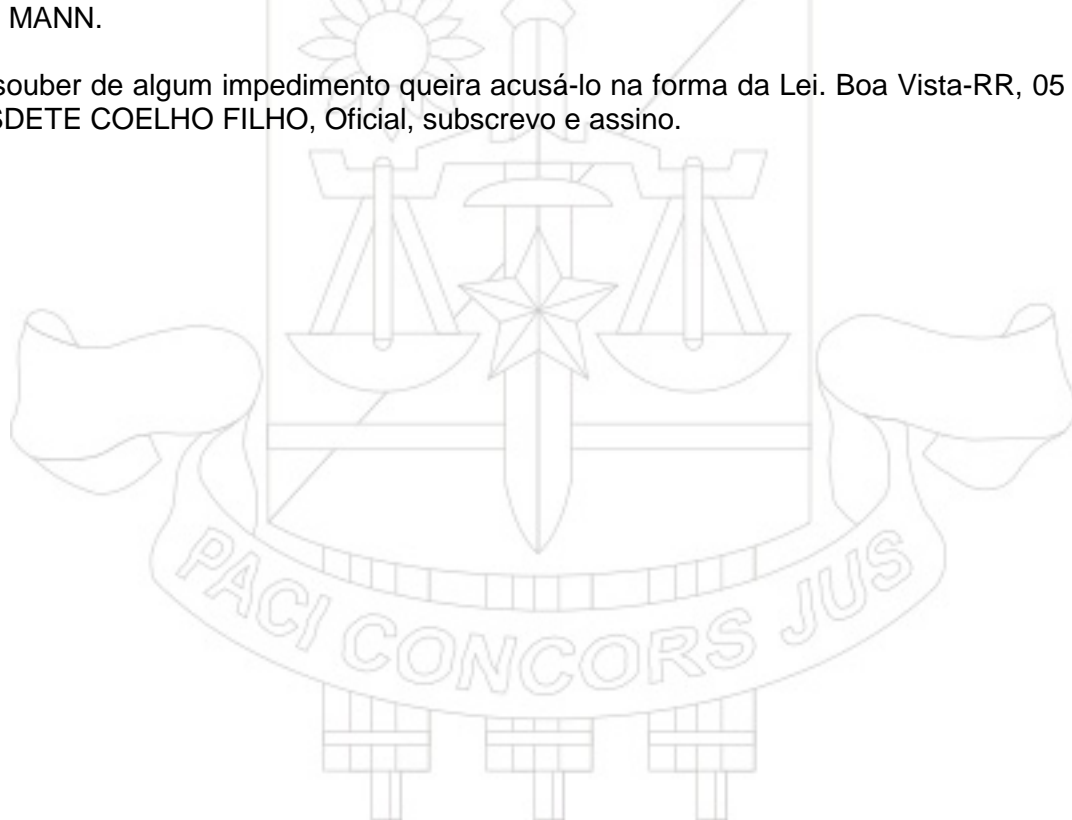 MANN.
souber de algum impedimento queira acusá-lo na forma da Lei. Boa Vista-RR, 05
DETE COELHO FILHO, Oficial, subscrevo e assino.
PACI CONCORS JUS